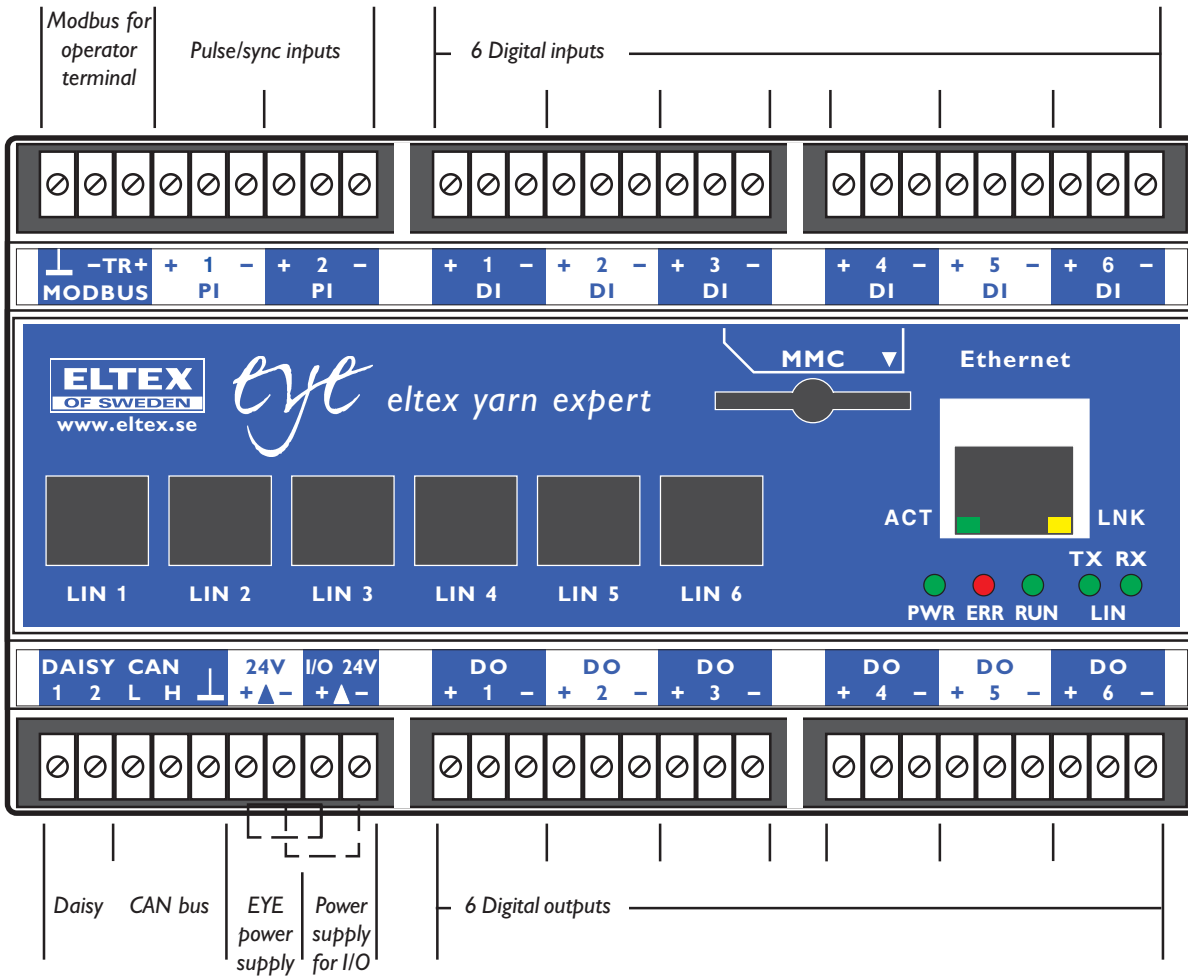 Modbus for
operator
terminal
Pulse/sync inputs
6 Digital inputs
⊥ –TR+ + 1 – + 2 – + 1 – + 2 – + 3 – + 4 – + 5 – + 6 –
MODBUS PI PI DI DI DI DI DI DI
ELTEX
OF SWEDEN
www.eltex.se
eye
eltex yarn expert
MMC ▼
Ethernet
ACT LNK
TX RX
LIN 1 LIN 2 LIN 3 LIN 4 LIN 5 LIN 6
PWR ERR RUN LIN
DAISY CAN 24V I/O 24V DO DO DO DO DO DO
1 2 L H ⊥ + ▲ – + ▲ – + 1 – + 2 – + 3 – + 4 – + 5 – + 6 –
Daisy
CAN bus
EYE
power
supply
Power
supply
for I/O
6 Digital outputs